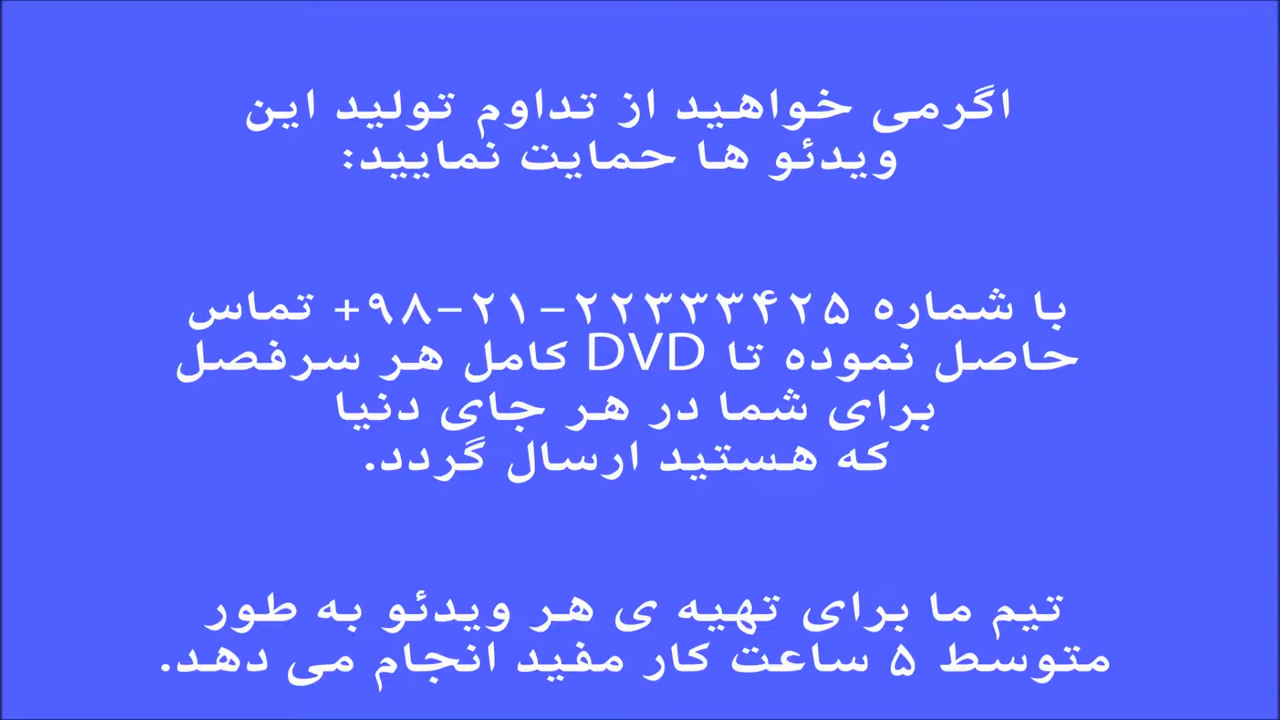 اگرمی خواهید از تداوم تولید این
ویدئو ها حمایت نمایید:
با شماره ۲۲۳۳۳۴۲۵-۲۱-۹۸+ تماس
حاصل نموده تا DVD کامل هر سرفصل
برای شما در هر جای دنیا
که هستید ارسال گردد.
تیم ما برای تهیه ی هر ویدئو به طور
متوسط ۵ ساعت کار مفید انجام می دهد.